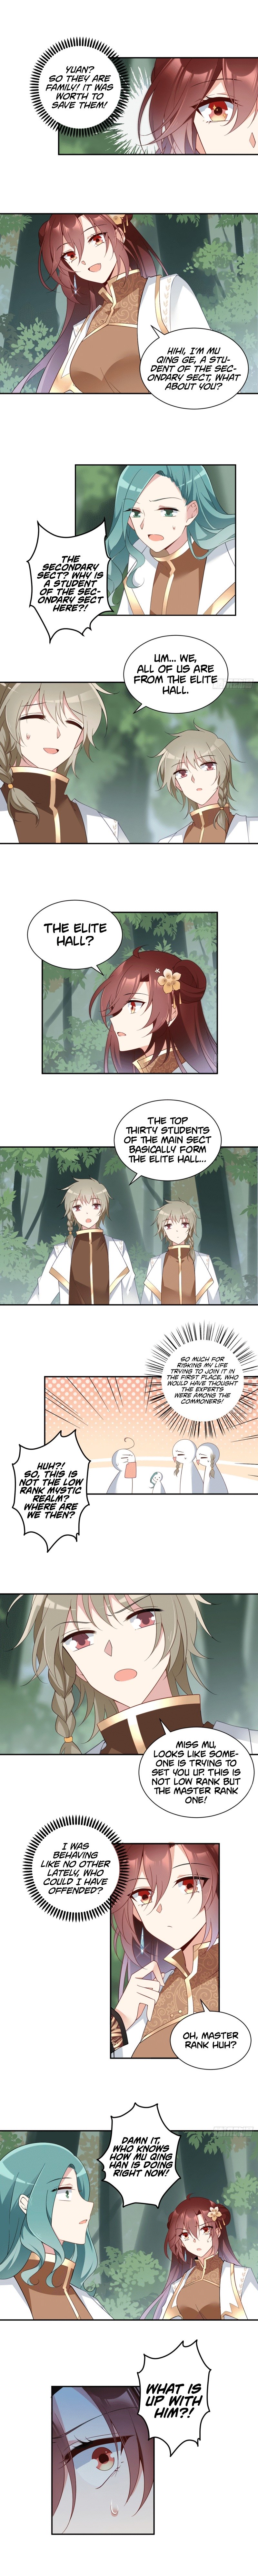 YUAN?
SO THEY ARE
FAMILY! IT WAS
WORTH TO
SAVE THEM!
HIHI, I'M MU
QING GE, A STU-
DENT OF THE SEC-
ONDARY SECT, WHAT
ABOUT YOU?
THE
SECONDARY
SECT? WHY IS
A STUDENT
OF THE SEC-
ONDARY SECT
HERE?!
UM... WE,
ALL OF US ARE
FROM THE ELITE
HALL.
THE ELITE
HALL?
THE TOP
THIRTY STUDENTS
OF THE MAIN SECT
BASICALLY FORM
THE ELITE HALL...
SO MUCH FOR
RISKING MY LIFE
TRYING TO JOIN IT IN
THE FIRST PLACE, WHO
WOULD HAVE THOUGHT
THE EXPERTS
WERE AMONG THE
COMMONERS!
HUH?!
SO, THIS IS
NOT THE LOW
RANK MYSTIC
REALM?
WHERE ARE
WE THEN?
MISS MU,
LOOKS LIKE SOME-
ONE IS TRYING TO
SET YOU UP. THIS IS
NOT LOW RANK BUT
THE MASTER RANK
ONE!
I WAS
BEHAVING
LIKE NO OTHER
LATELY, WHO
COULD I HAVE
OFFENDED?
OH, MASTER
RANK HUH?
DAMN IT,
WHO KNOWS
HOW MU QING
HAN IS DOING
RIGHT NOW!
WHAT IS
UP WITH
HIM?!